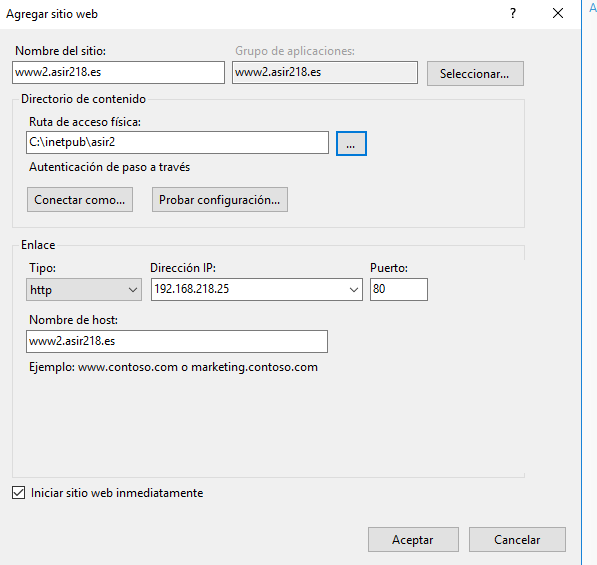 Agregar sitio web
?
A
Nombre del sitio:
Grupo de aplicaciones:
www2.asir218.es
www2.asir218.es
Seleccionar...
Directorio de contenido
Ruta de acceso física:
C:\inetpub\asir2
...
Autenticación de paso a través
Conectar como...
Probar configuración...
Enlace
Tipo:
Dirección IP:
Puerto:
http
192.168.218.25
80
Nombre de host:
www2.asir218.es
Ejemplo: www.contoso.com o marketing.contoso.com
Iniciar sitio web inmediatamente
Aceptar
Cancelar